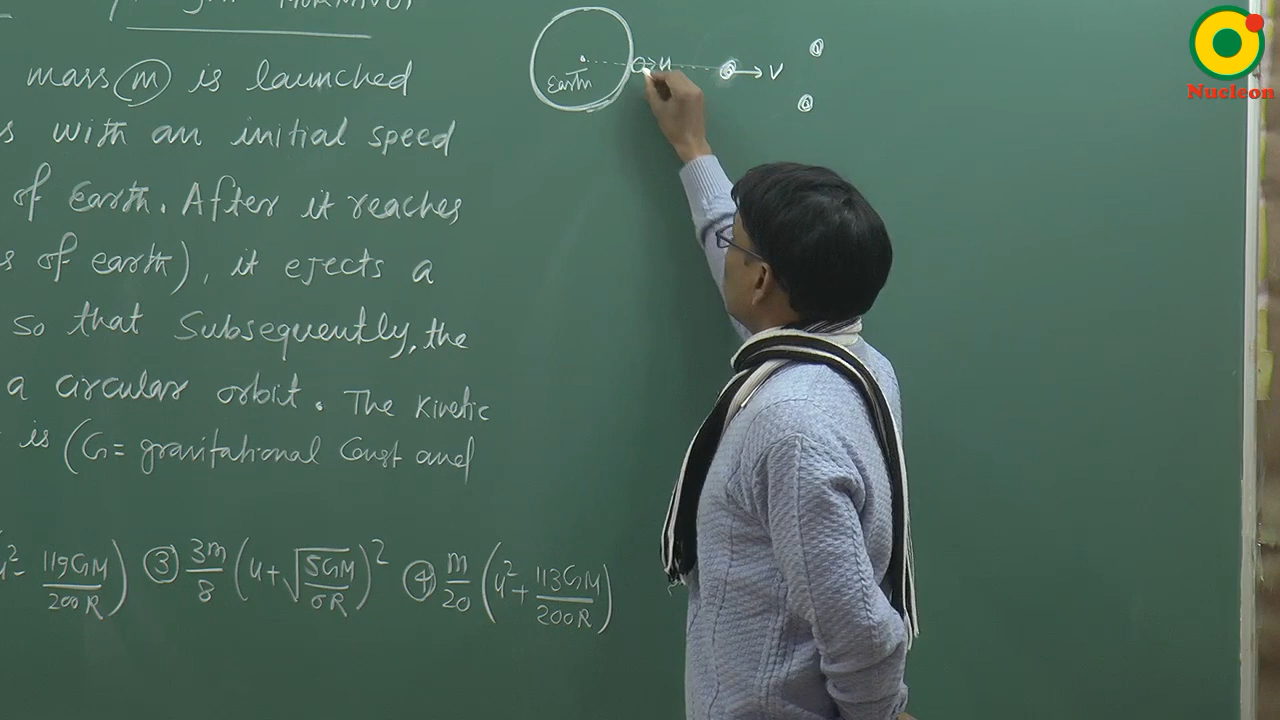 mass m is launched
s with an initial speed
of Earth. After it reaches
s of earth), it ejects a
so that Subsequently, the
a circular orbit. The Kinetic
is (G = gravitational Const and
u² - 119GM/200R) ③ 3m/8 (u + √5GM/6R)² ④ m/20 (u² + 113GM/200R)
Earth
u
V
Nucleon